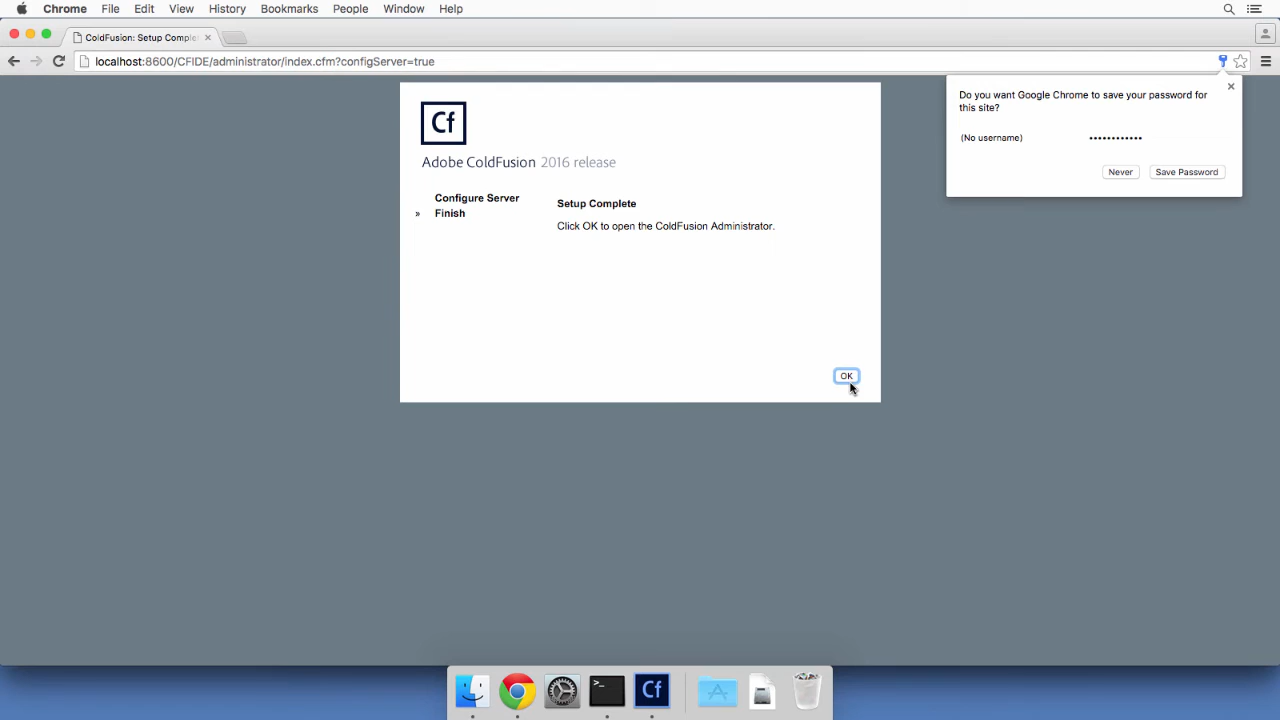 Chrome File Edit View History Bookmarks People Window Help
ColdFusion: Setup Comple
localhost:8600/CFIDE/administrator/index.cfm?configServer=true
Do you want Google Chrome to save your password for
this site?
(No username) ••••••••••••
Never Save Password
Cf
Adobe ColdFusion 2016 release
Configure Server
» Finish
Setup Complete
Click OK to open the ColdFusion Administrator.
OK
>_
Cf